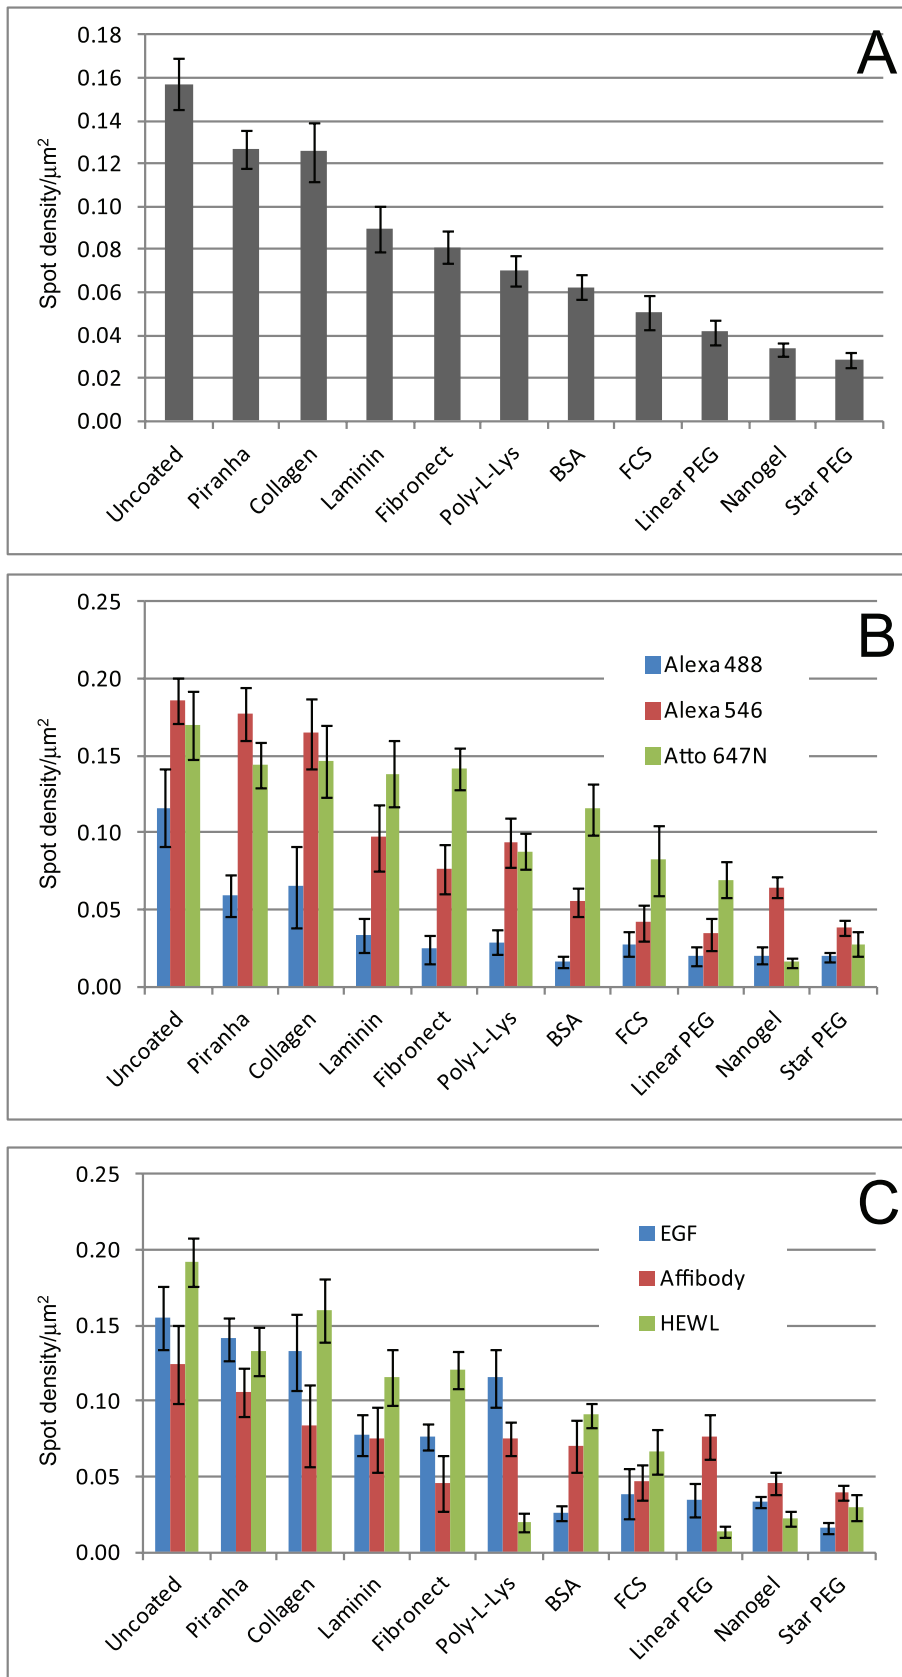 A
Spot density/μm²
0.18
0.16
0.14
0.12
0.10
0.08
0.06
0.04
0.02
0.00
Uncoated
Piranha
Collagen
Laminin
Fibronect
Poly-L-Lys
BSA
FCS
Linear PEG
Nanogel
Star PEG
B
Spot density/μm²
0.25
0.20
0.15
0.10
0.05
0.00
Alexa 488
Alexa 546
Atto 647N
Uncoated
Piranha
Collagen
Laminin
Fibronect
Poly-L-Lys
BSA
FCS
Linear PEG
Nanogel
Star PEG
C
Spot density/μm²
0.25
0.20
0.15
0.10
0.05
0.00
EGF
Affibody
HEWL
Uncoated
Piranha
Collagen
Laminin
Fibronect
Poly-L-Lys
BSA
FCS
Linear PEG
Nanogel
Star PEG